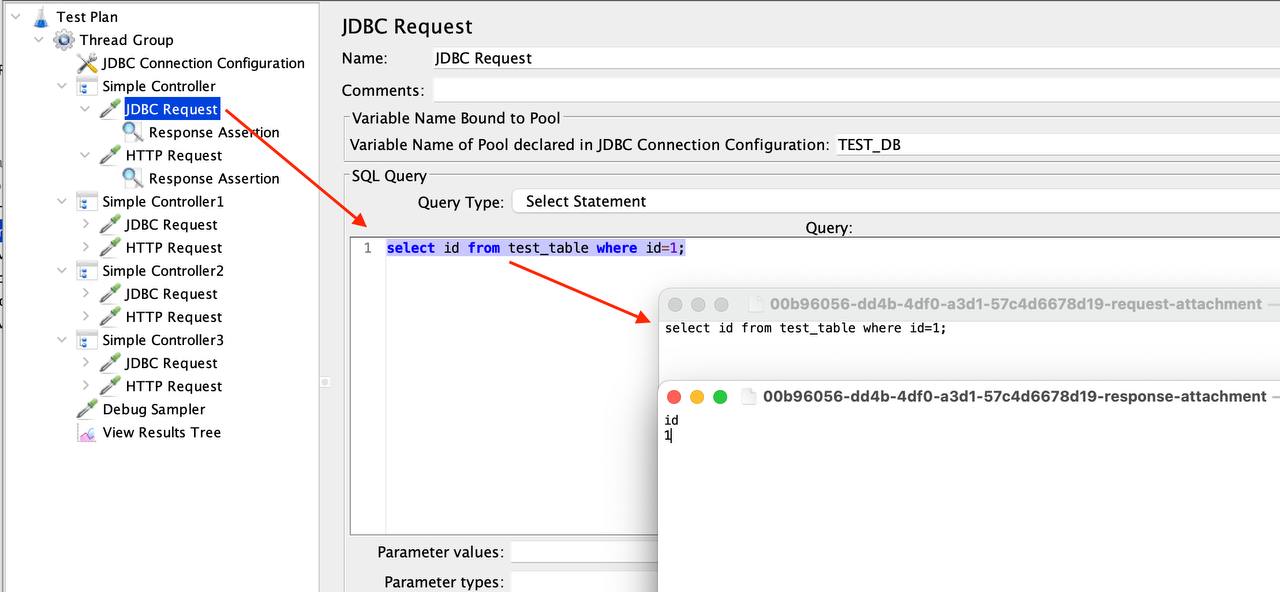 Test Plan
Thread Group
JDBC Connection Configuration
Simple Controller
JDBC Request
Response Assertion
HTTP Request
Response Assertion
Simple Controller1
JDBC Request
HTTP Request
Simple Controller2
JDBC Request
HTTP Request
Simple Controller3
JDBC Request
HTTP Request
Debug Sampler
View Results Tree
JDBC Request
Name: JDBC Request
Comments:
Variable Name Bound to Pool
Variable Name of Pool declared in JDBC Connection Configuration: TEST_DB
SQL Query
Query Type: Select Statement
Query:
1 select id from test_table where id=1;
00b96056-dd4b-4df0-a3d1-57c4d6678d19-request-attachment —
select id from test_table where id=1;
00b96056-dd4b-4df0-a3d1-57c4d6678d19-response-attachment —
id
1
Parameter values:
Parameter types: